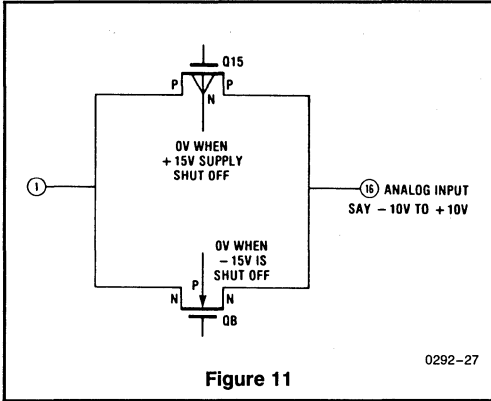 Q15
P
P
N
0V WHEN
+15V SUPPLY
SHUT OFF
1
16 ANALOG INPUT
SAY -10V TO +10V
0V WHEN
-15V IS
SHUT OFF
P
N
N
Q8
0292-27
Figure 11